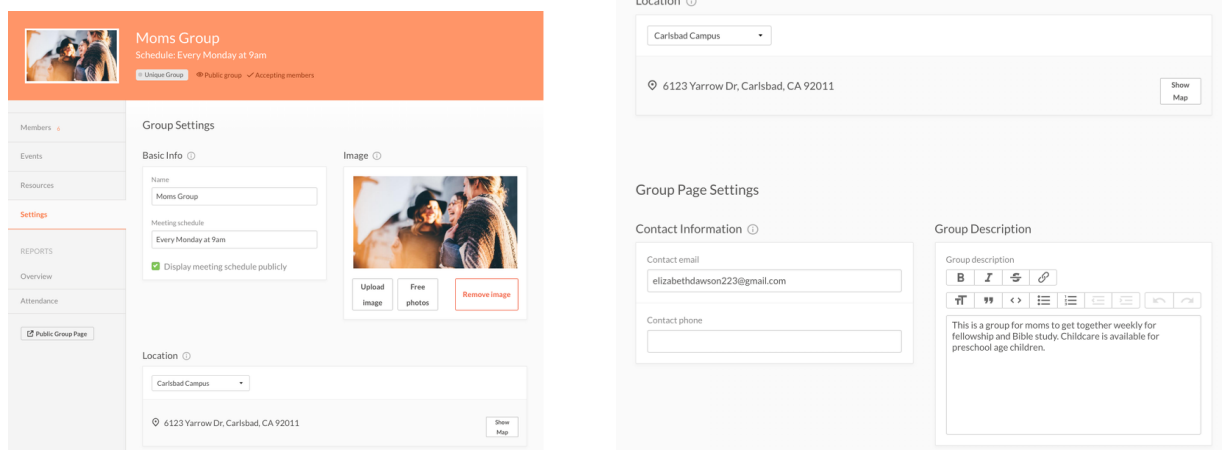 Moms Group
Schedule: Every Monday at 9am
Unique Group Public group Accepting members
Members
Events
Resources
Settings
REPORTS
Overview
Attendance
Public Group Page
Group Settings
Basic Info
Name
Moms Group
Meeting schedule
Every Monday at 9am
Display meeting schedule publicly
Image
Upload image
Free photos
Remove image
Location
Carlsbad Campus
6123 Yarrow Dr, Carlsbad, CA 92011
Show Map
Location
Carlsbad Campus
6123 Yarrow Dr, Carlsbad, CA 92011
Show Map
Group Page Settings
Contact Information
Contact email
elizabethdawson223@gmail.com
Contact phone
Group Description
Group description
This is a group for moms to get together weekly for
fellowship and Bible study. Childcare is available for
preschool age children.